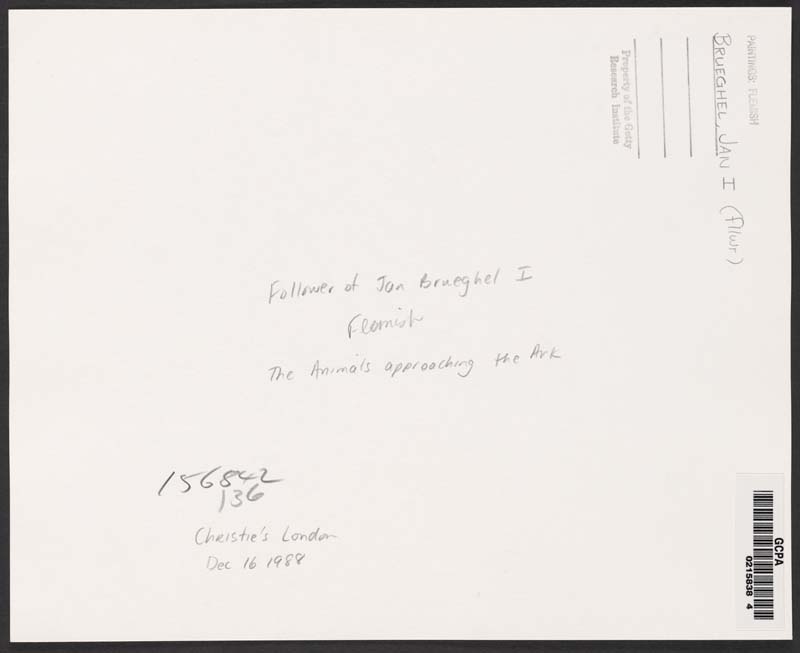 PAINTINGS: FLEMISH
BRUEGHEL, JAN I (fllwr)
Property of the Getty
Research Institute
Follower of Jan Brueghel I
Flemish
The Animals approaching the Ark
156842
136
Christie's London
Dec 16 1988
GCPA
0215838 4